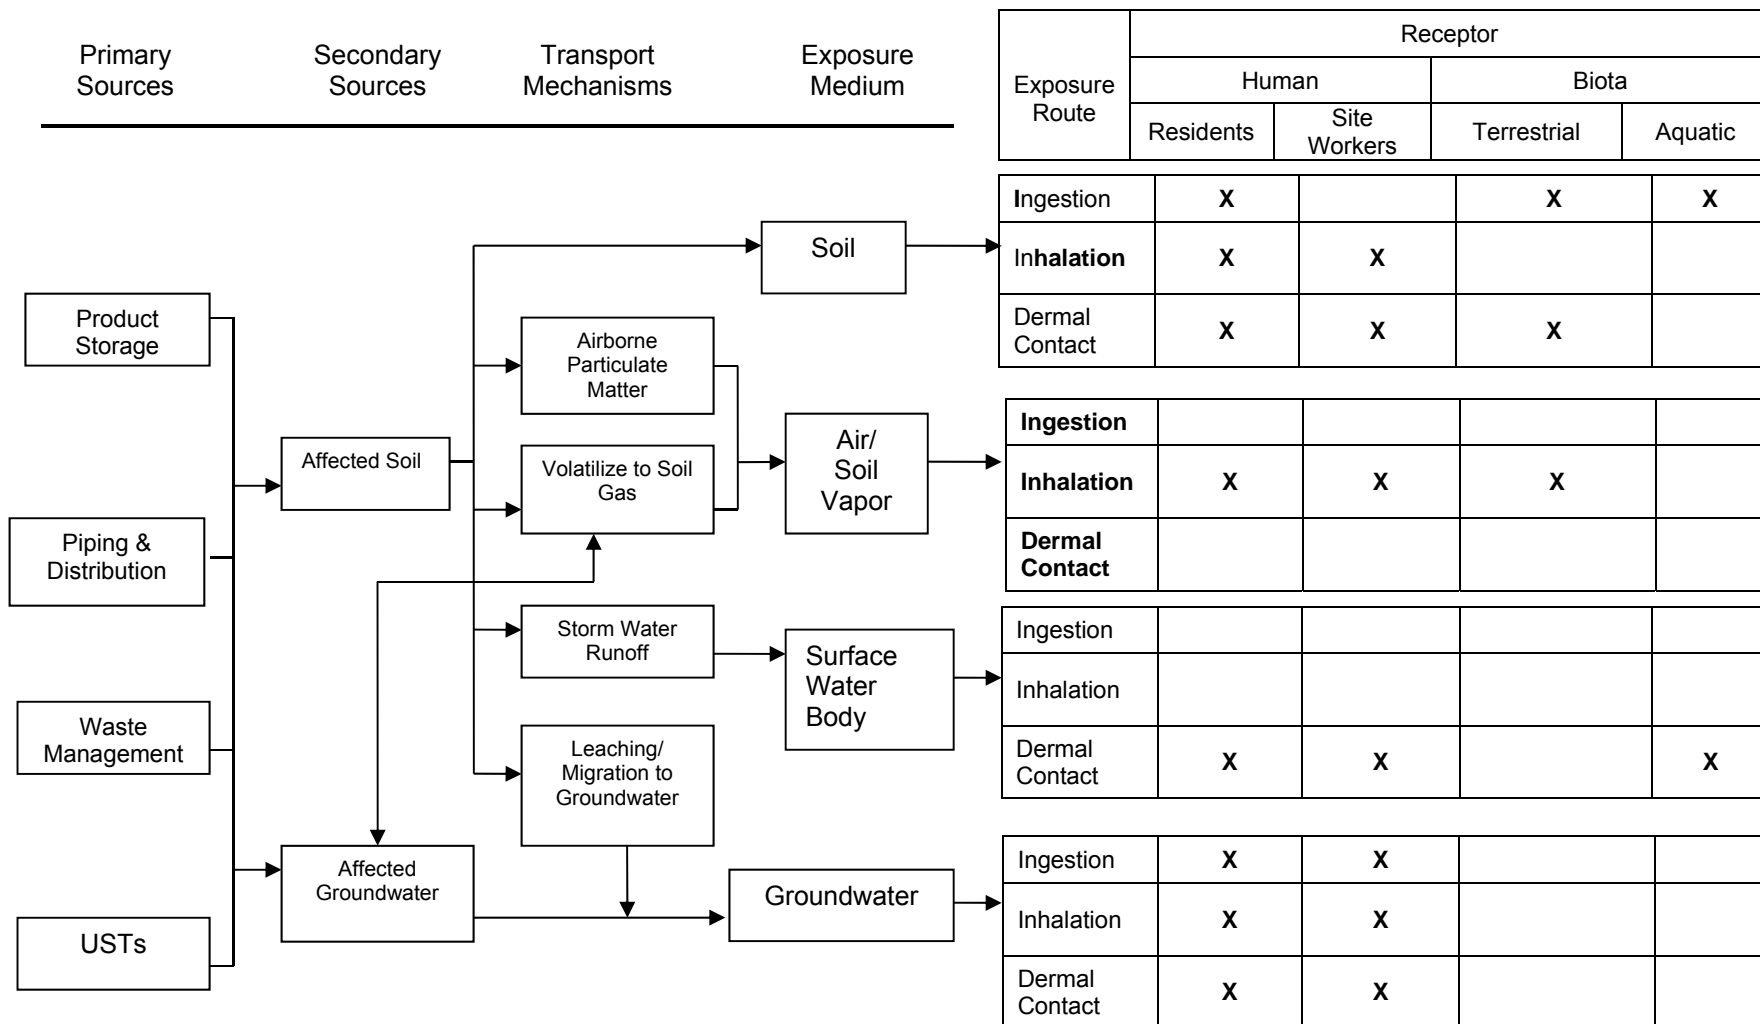 Primary
Sources
Secondary
Sources
Transport
Mechanisms
Exposure
Medium
Exposure
Route
Receptor
Human
Biota
Residents
Site
Workers
Terrestrial
Aquatic
Product
Storage
Piping &
Distribution
Waste
Management
USTs
Affected Soil
Affected
Groundwater
Airborne
Particulate
Matter
Volatilize to Soil
Gas
Storm Water
Runoff
Leaching/
Migration to
Groundwater
Soil
Air/
Soil
Vapor
Surface
Water
Body
Groundwater
Ingestion X X X
Inhalation X X
Dermal
Contact X X X
Ingestion
Inhalation X X X
Dermal
Contact
Ingestion
Inhalation
Dermal
Contact X X X
Ingestion X X
Inhalation X X
Dermal
Contact X X